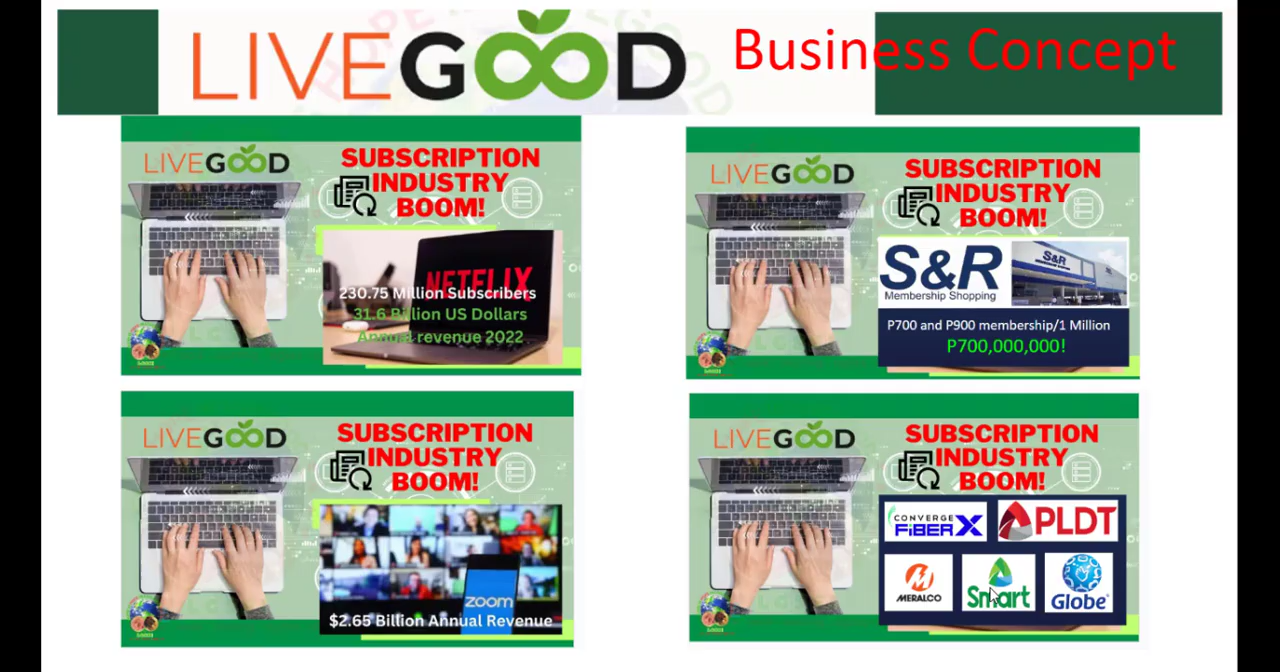 LIVEGOOD
Business Concept
LIVEGOOD
SUBSCRIPTION
INDUSTRY
BOOM!
NETFLIX
230.75 Million Subscribers
31.6 Billion US Dollars
Annual revenue 2022
LIVEGOOD
SUBSCRIPTION
INDUSTRY
BOOM!
S&R
Membership Shopping
S&R
P700 and P900 membership/1 Million
P700,000,000!
LIVEGOOD
SUBSCRIPTION
INDUSTRY
BOOM!
zoom
$2.65 Billion Annual Revenue
LIVEGOOD
SUBSCRIPTION
INDUSTRY
BOOM!
CONVERGE
FiBER X
PLDT
MERALCO
Smart
Globe